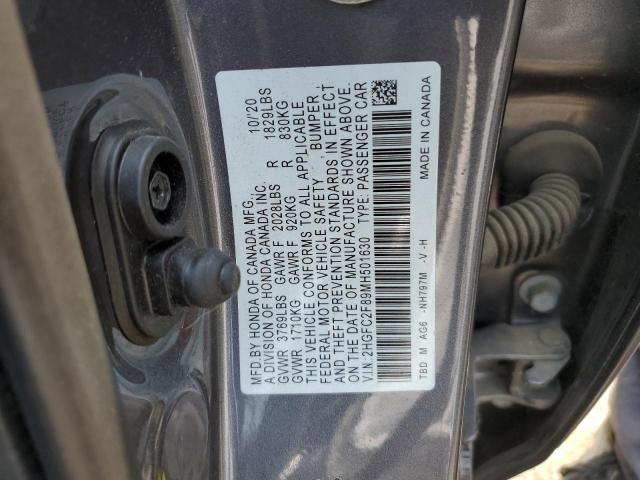 MFD.BY HONDA OF CANADA MFG. 10/'20
A DIVISION OF HONDA CANADA INC.
GVWR 3769LBS GAWR F 2028LBS R 1829LBS
GVWR 1710KG GAWR F 920KG R 830KG
THIS VEHICLE CONFORMS TO ALL APPLICABLE
FEDERAL MOTOR VEHICLE SAFETY, BUMPER,
AND THEFT PREVENTION STANDARDS IN EFFECT
ON THE DATE OF MANUFACTURE SHOWN ABOVE.
V.I.N.:2HGFC2F89MH501630 TYPE: PASSENGER CAR
TBD M AG6 -NH797M -V -H MADE IN CANADA